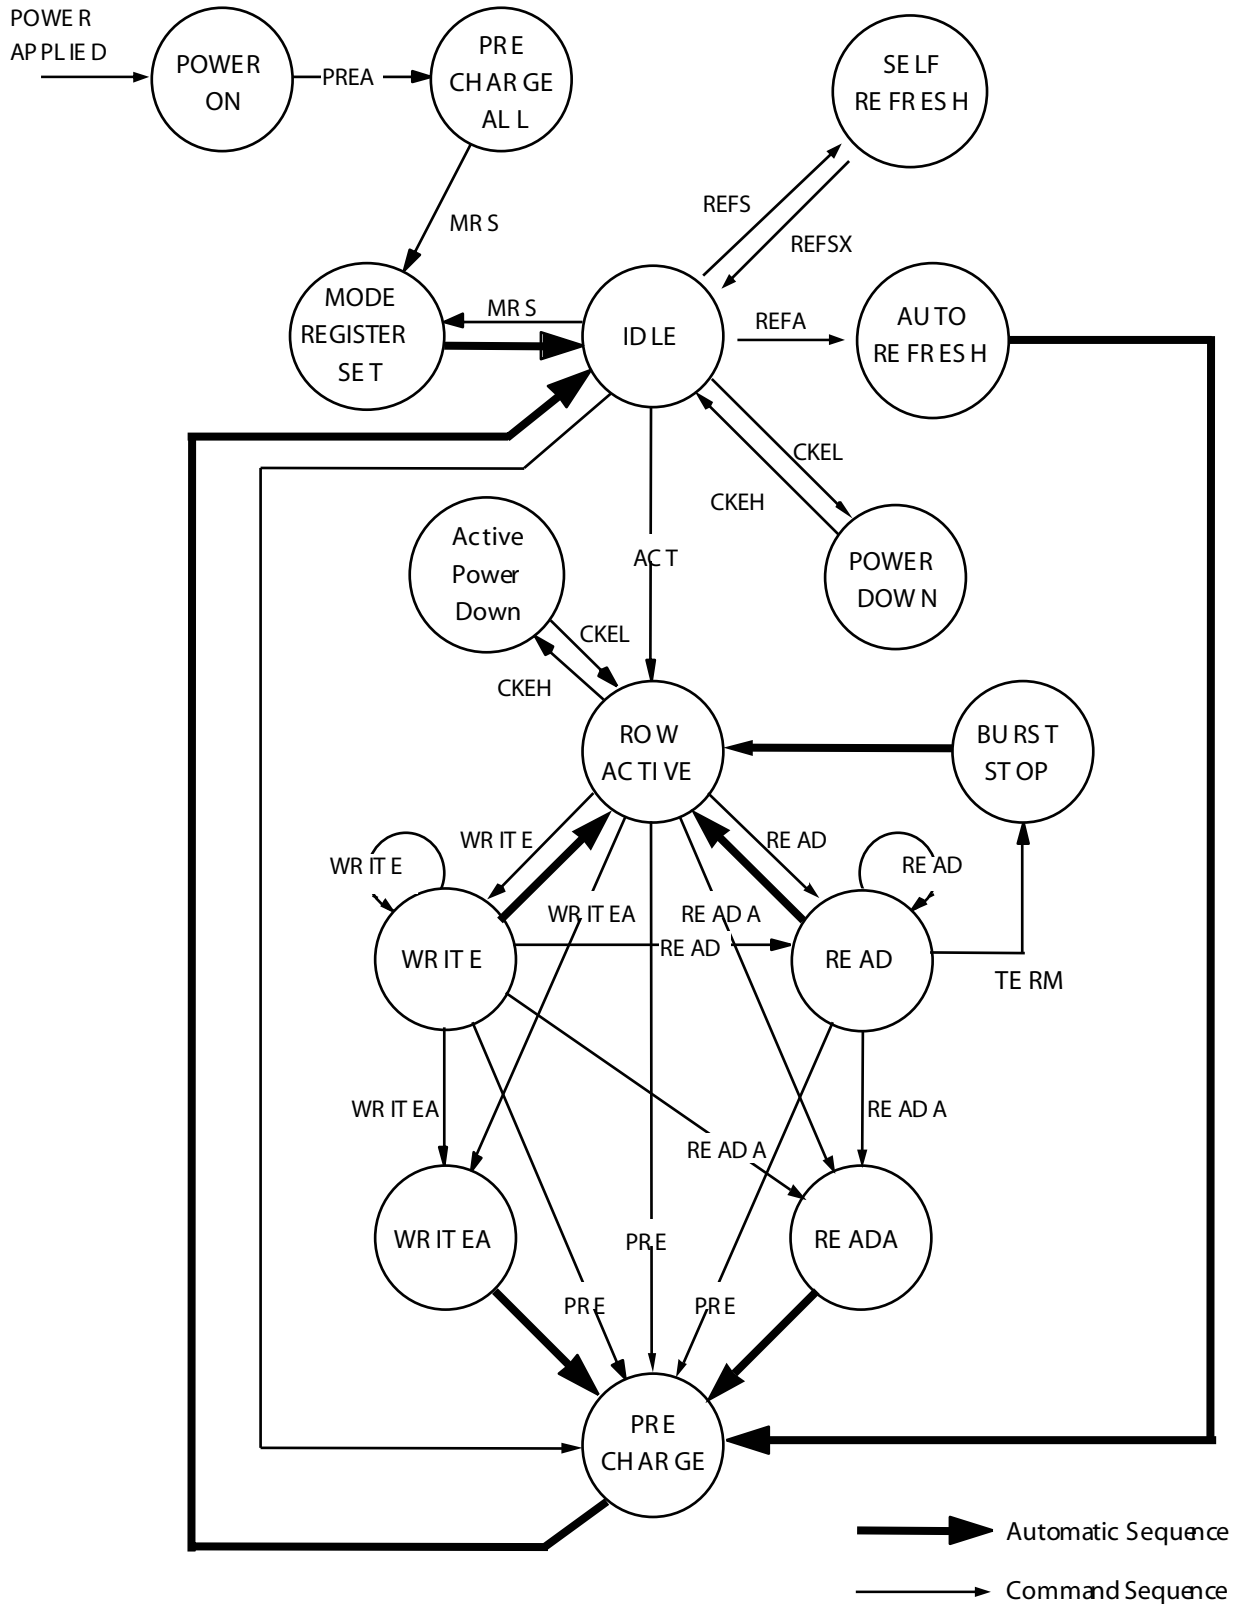 POWER
APPLIED
POWER
ON
PREA
PRE
CHARGE
ALL
SELF
REFRESH
MRS
REFS
REFSX
MODE
REGISTER
SET
MRS
IDLE
REFA
AUTO
REFRESH
CKEL
CKEH
Active
Power
Down
ACT
POWER
DOWN
CKEL
CKEH
ROW
ACTIVE
BURST
STOP
WRITE
WRITE
READ
READ
WRITEA
READA
WRITE
READ
READ
TERM
WRITEA
READA
READA
WRITEA
PRE
READA
PRE
PRE
PRE
CHARGE
Automatic Sequence
Command Sequence